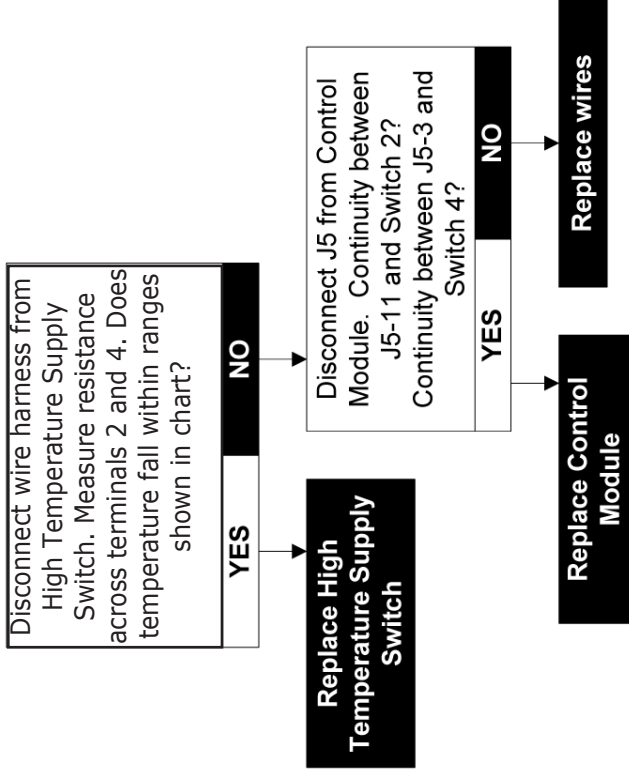 Disconnect wire harness from
High Temperature Supply
Switch. Measure resistance
across terminals 2 and 4. Does
temperature fall within ranges
shown in chart?
YES
NO
Replace High
Temperature Supply
Switch
Disconnect J5 from Control
Module. Continuity between
J5-11 and Switch 2?
Continuity between J5-3 and
Switch 4?
YES
NO
Replace Control
Module
Replace wires